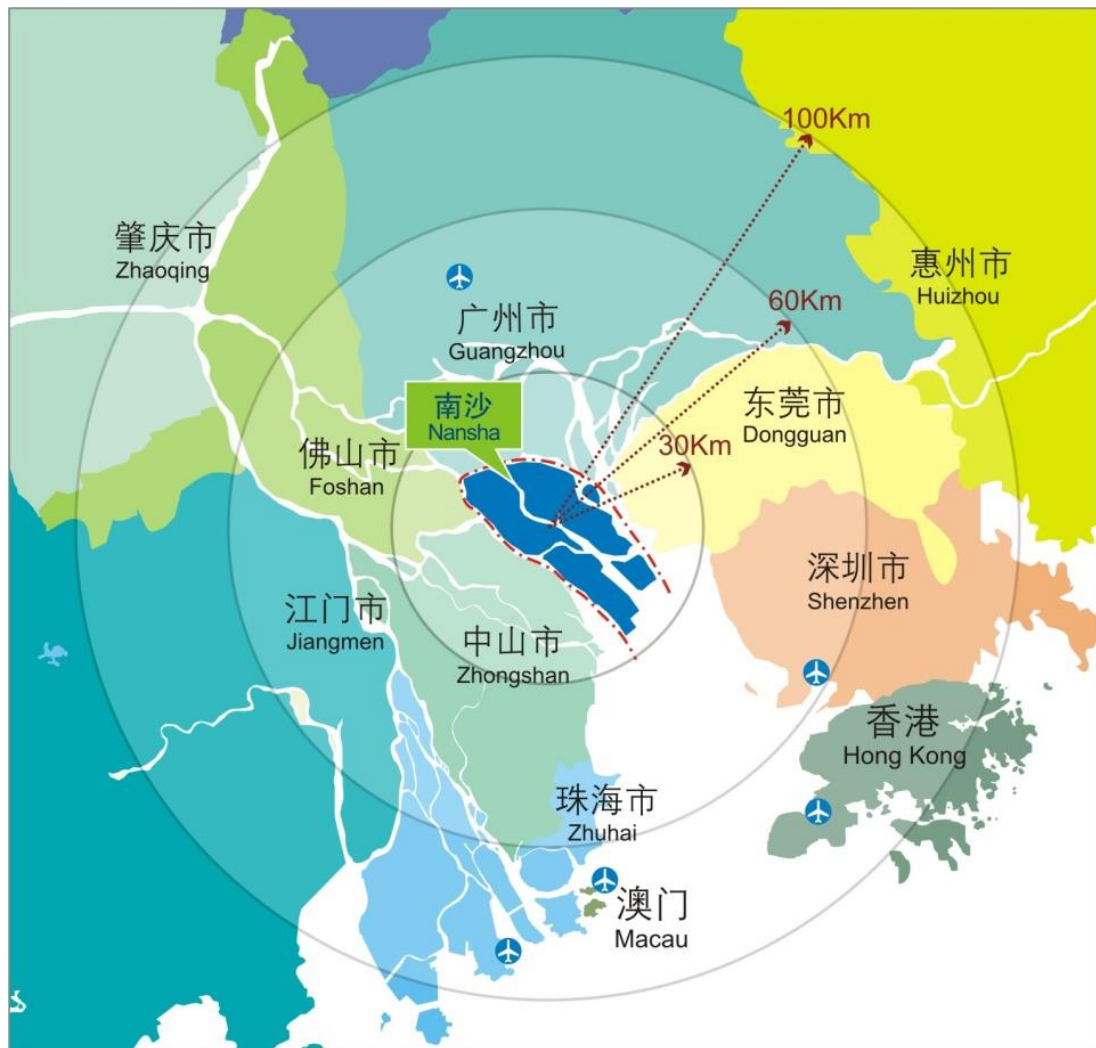 100Km
肇庆市
Zhaoqing
惠州市
Huizhou
60Km
广州市
Guangzhou
南沙
Nansha
东莞市
Dongguan
30Km
佛山市
Foshan
深圳市
Shenzhen
江门市
Jiangmen
中山市
Zhongshan
香港
Hong Kong
珠海市
Zhuhai
澳门
Macau